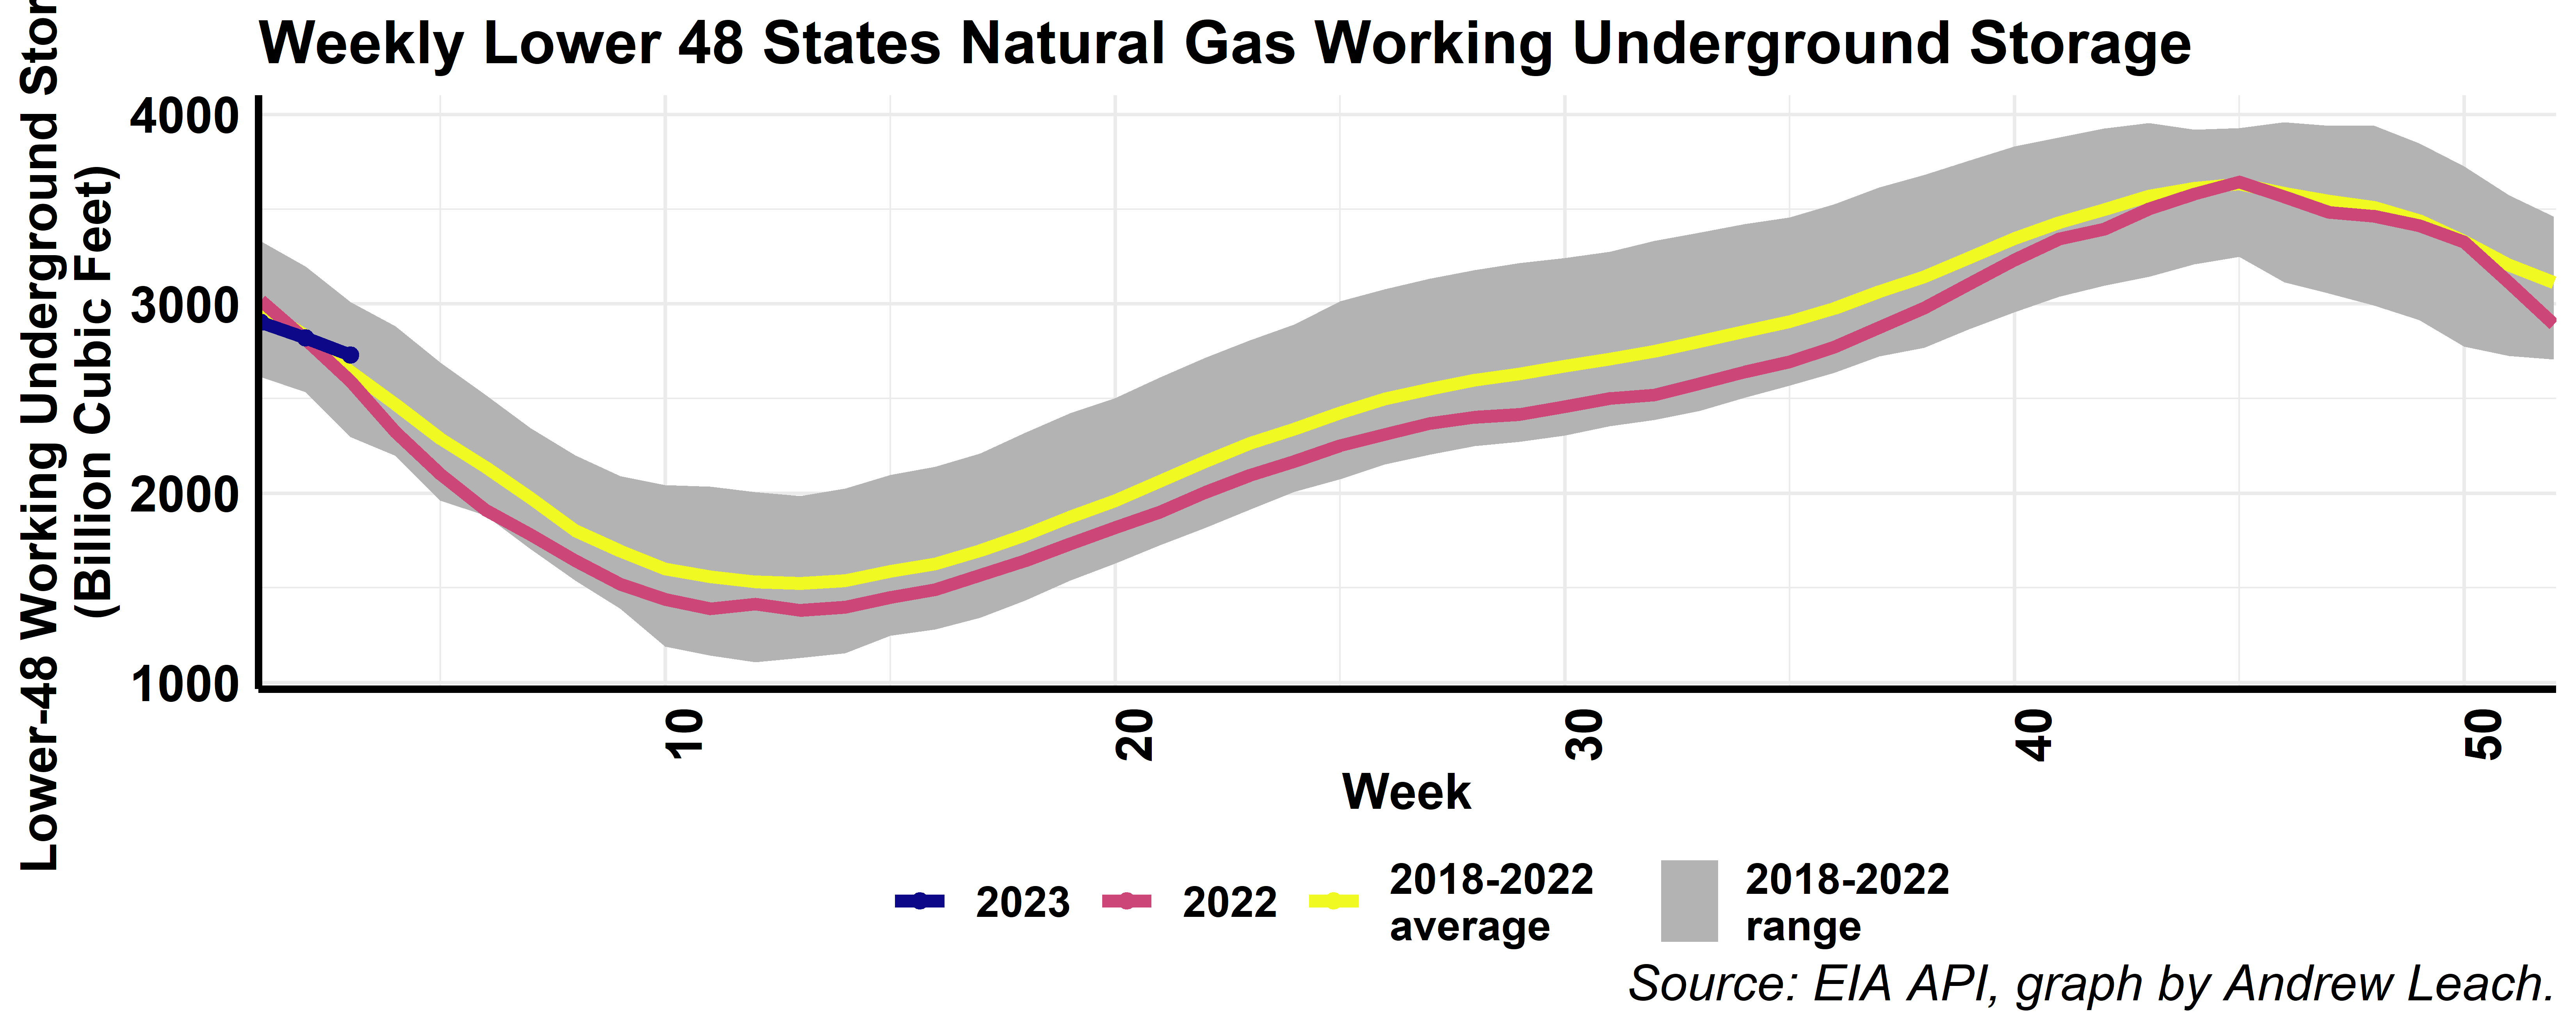 Weekly Lower 48 States Natural Gas Working Underground Storage
Lower-48 Working Underground Stor
(Billion Cubic Feet)
4000
3000
2000
1000
10
20
30
40
50
Week
2023
2022
2018-2022
average
2018-2022
range
Source: EIA API, graph by Andrew Leach.